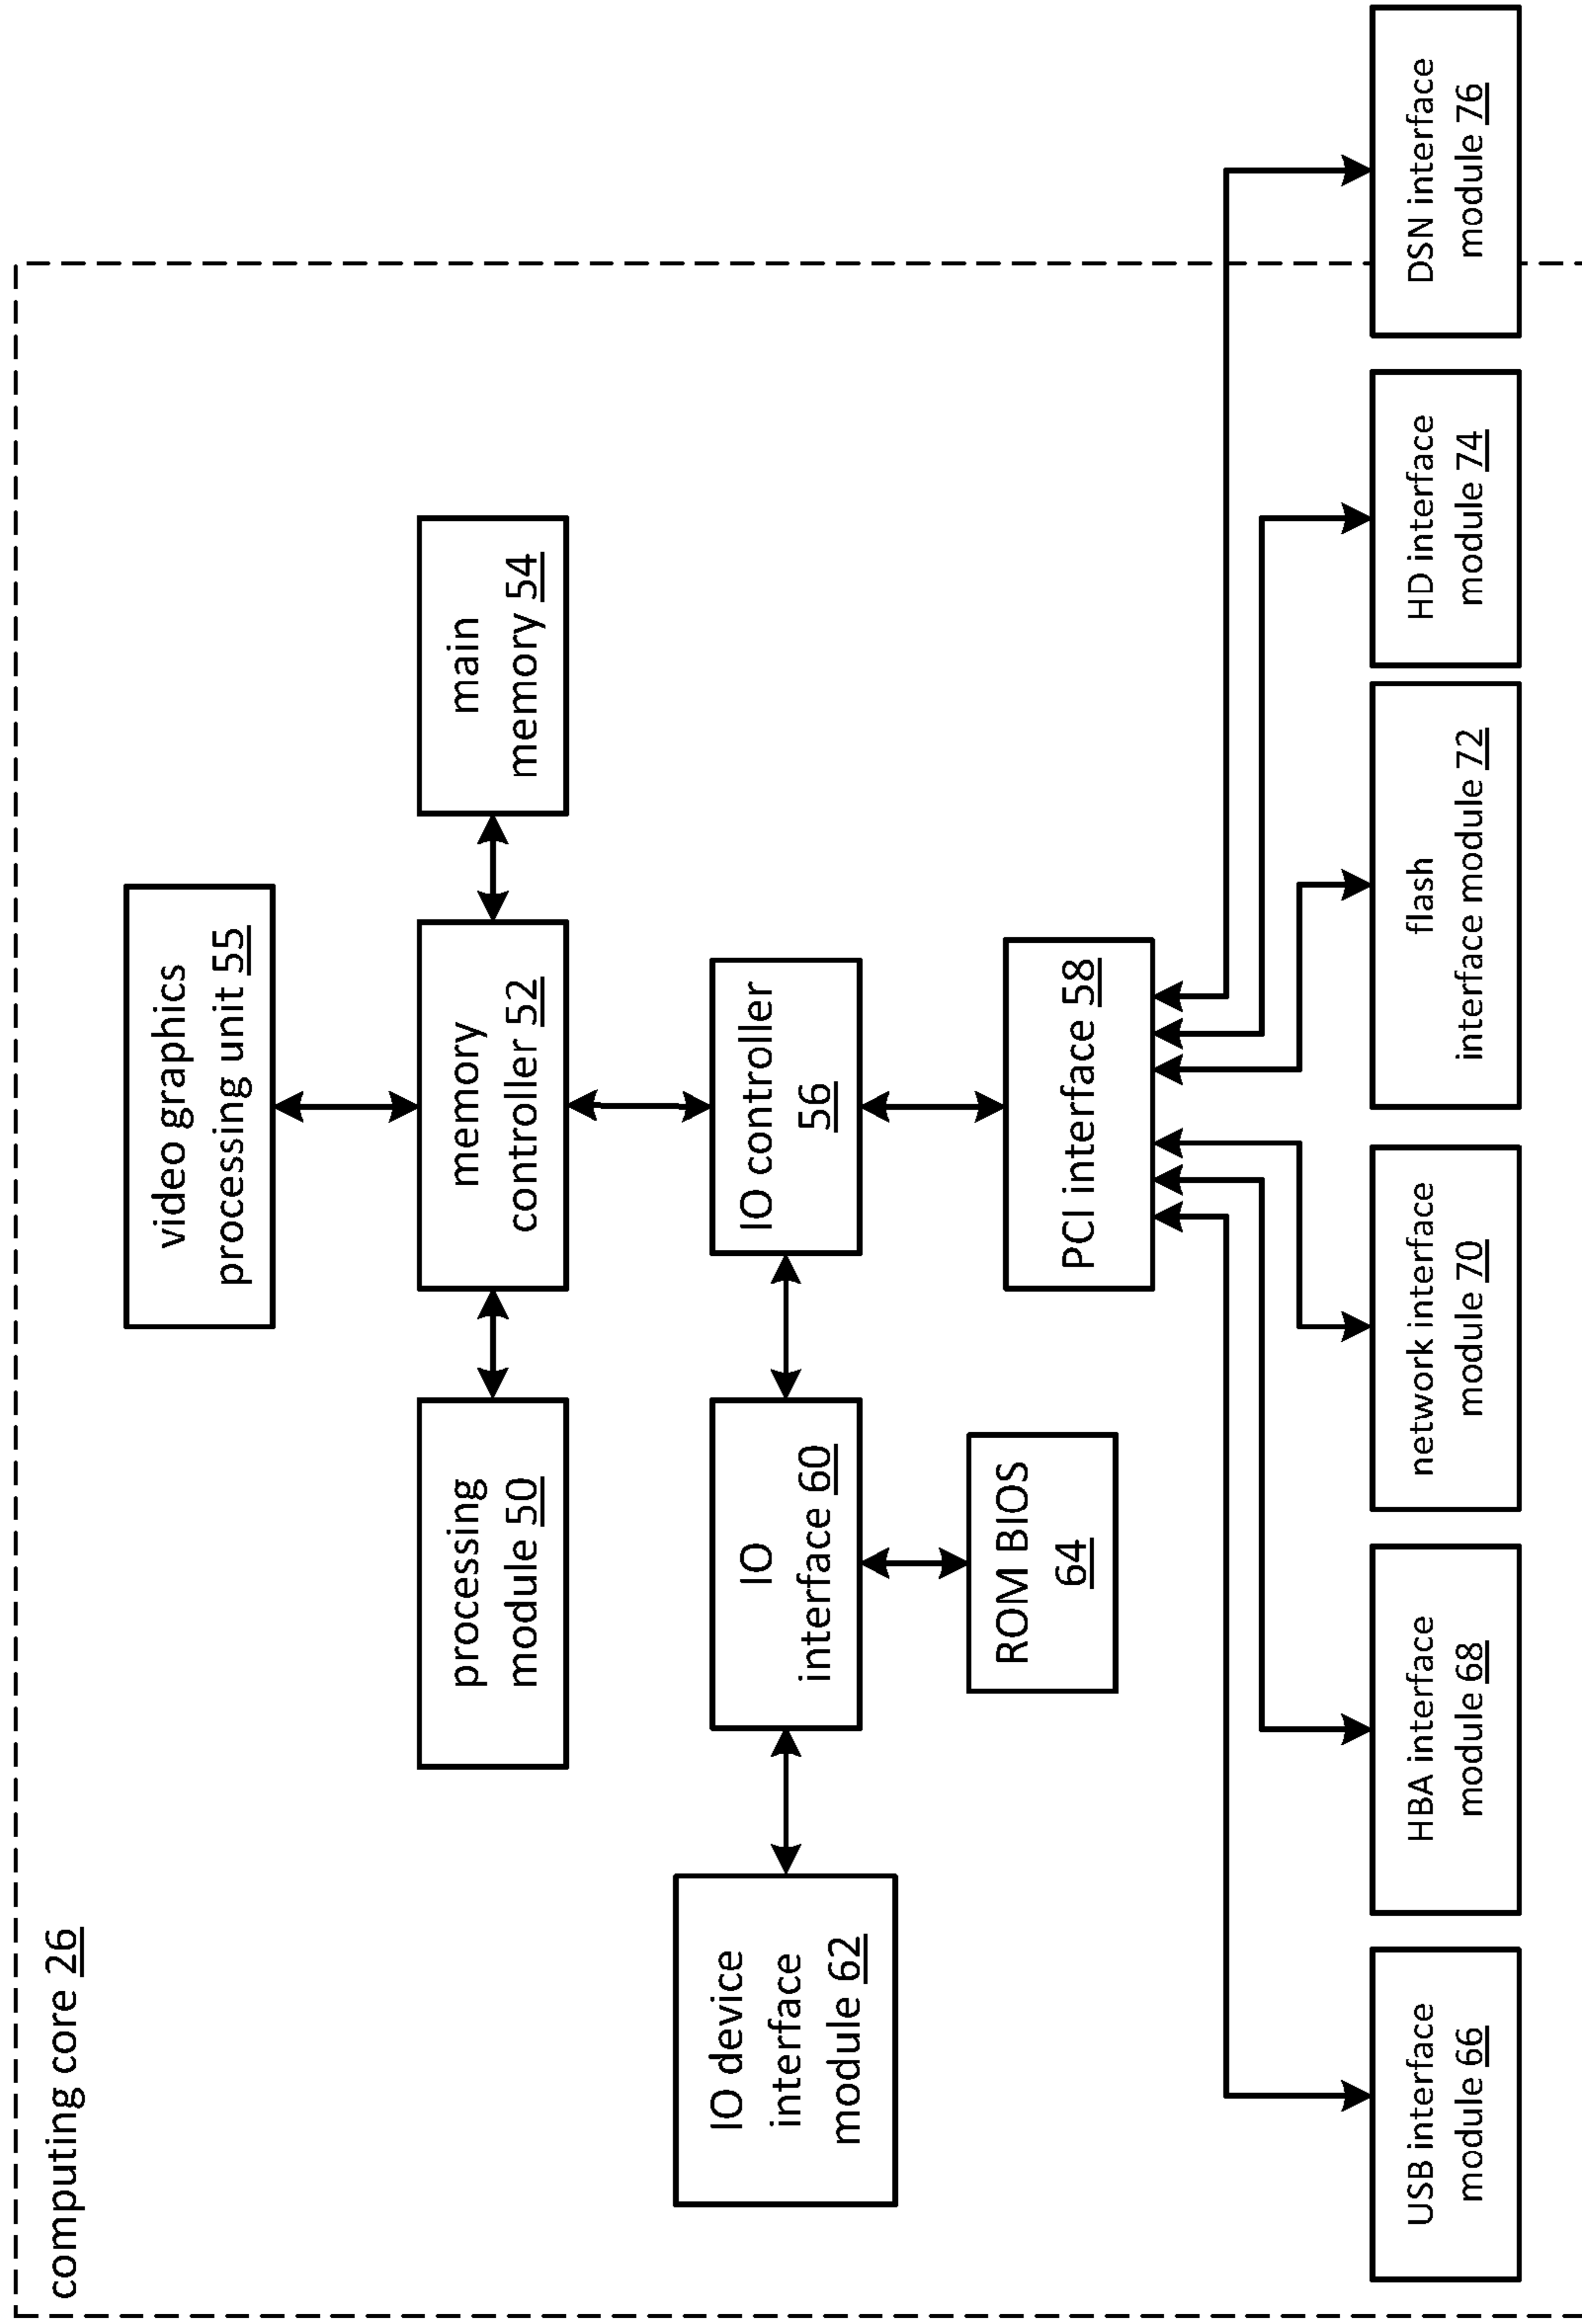 computing core 26
video graphics
processing unit 55
processing
module 50
memory
controller 52
main
memory 54
IO device
interface
module 62
IO
interface 60
IO controller
56
ROM BIOS
64
PCI interface 58
USB interface
module 66
HBA interface
module 68
network interface
module 70
flash
interface module 72
HD interface
module 74
DSN interface
module 76